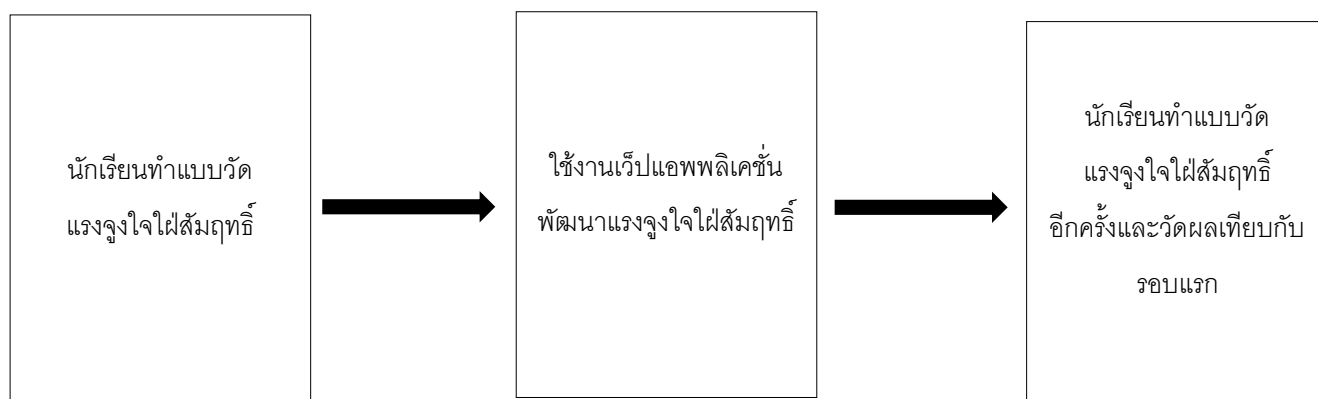 นักเรียนทำแบบวัด
แรงจูงใจใฝ่สัมฤทธิ์
ใช้งานเว็ปแอพพลิเคชั่น
พัฒนาแรงจูงใจใฝ่สัมฤทธิ์
นักเรียนทำแบบวัด
แรงจูงใจใฝ่สัมฤทธิ์
อีกครั้งและวัดผลเทียบกับ
รอบแรก